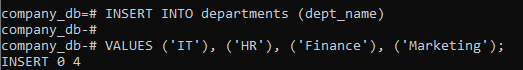 company_db=# INSERT INTO departments (dept_name)
company_db-#
company_db-# VALUES ('IT'), ('HR'), ('Finance'), ('Marketing');
INSERT 0 4